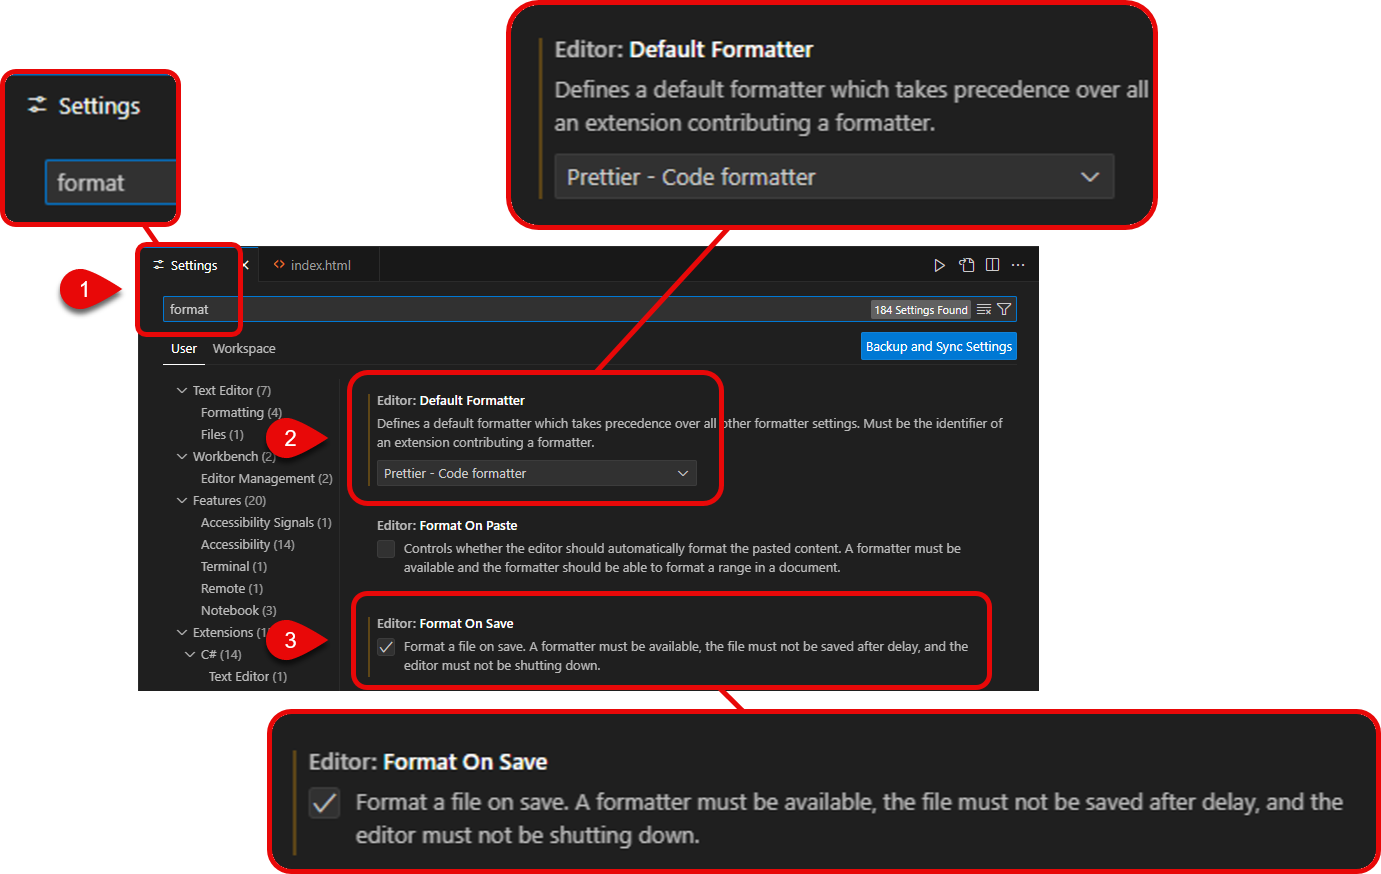 Settings
format
Editor: Default Formatter
Defines a default formatter which takes precedence over all
an extension contributing a formatter.
Prettier - Code formatter
1
Settings
index.html
format
184 Settings Found
User
Workspace
Backup and Sync Settings
Text Editor (7)
Formatting (4)
Files (1)
Workbench (2)
Editor Management (2)
Features (20)
Accessibility Signals (1)
Accessibility (14)
Terminal (1)
Remote (1)
Notebook (3)
Extensions
C# (14)
Text Editor (1)
2
Editor: Default Formatter
Defines a default formatter which takes precedence over all other formatter settings. Must be the identifier of
an extension contributing a formatter.
Prettier - Code formatter
Editor: Format On Paste
Controls whether the editor should automatically format the pasted content. A formatter must be
available and the formatter should be able to format a range in a document.
3
Editor: Format On Save
Format a file on save. A formatter must be available, the file must not be saved after delay, and the
editor must not be shutting down.
Editor: Format On Save
Format a file on save. A formatter must be available, the file must not be saved after delay, and the
editor must not be shutting down.